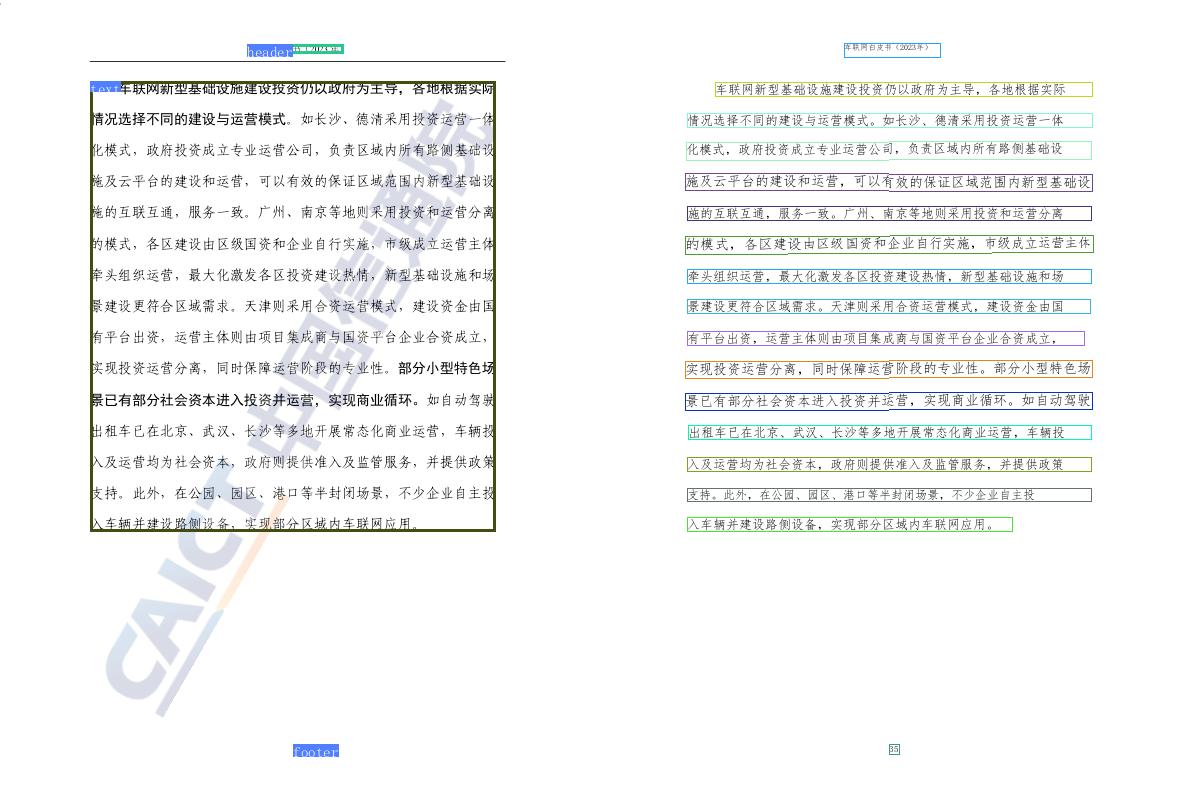 header
text 车联网新型基础设施建设投资仍以政府为主导，各地根据实际
情况选择不同的建设与运营模式。如长沙、德清采用投资运营一体
化模式，政府投资成立专业运营公司，负责区域内所有路侧基础设
施及云平台的建设和运营，可以有效的保证区域范围内新型基础设
施的互联互通，服务一致。广州、南京等地则采用投资和运营分离
的模式，各区建设由区级国资和企业自行实施，市级成立运营主体
牵头组织运营，最大化激发各区投资建设热情，新型基础设施和场
景建设更符合区域需求。天津则采用合资运营模式，建设资金由国
有平台出资，运营主体则由项目集成商与国资平台企业合资成立，
实现投资运营分离，同时保障运营阶段的专业性。部分小型特色场
景已有部分社会资本进入投资并运营，实现商业循环。如自动驾驶
出租车已在北京、武汉、长沙等多地开展常态化商业运营，车辆投
入及运营均为社会资本，政府则提供准入及监管服务，并提供政策
支持。此外，在公园、园区、港口等半封闭场景，不少企业自主投
入车辆并建设路侧设备，实现部分区域内车联网应用。
CAICT 中国信通院
footer
车联网白皮书（2023年）
车联网新型基础设施建设投资仍以政府为主导，各地根据实际
情况选择不同的建设与运营模式。如长沙、德清采用投资运营一体
化模式，政府投资成立专业运营公司，负责区域内所有路侧基础设
施及云平台的建设和运营，可以有效的保证区域范围内新型基础设
施的互联互通，服务一致。广州、南京等地则采用投资和运营分离
的模式，各区建设由区级国资和企业自行实施，市级成立运营主体
牵头组织运营，最大化激发各区投资建设热情，新型基础设施和场
景建设更符合区域需求。天津则采用合资运营模式，建设资金由国
有平台出资，运营主体则由项目集成商与国资平台企业合资成立，
实现投资运营分离，同时保障运营阶段的专业性。部分小型特色场
景已有部分社会资本进入投资并运营，实现商业循环。如自动驾驶
出租车已在北京、武汉、长沙等多地开展常态化商业运营，车辆投
入及运营均为社会资本，政府则提供准入及监管服务，并提供政策
支持。此外，在公园、园区、港口等半封闭场景，不少企业自主投
入车辆并建设路侧设备，实现部分区域内车联网应用。
35